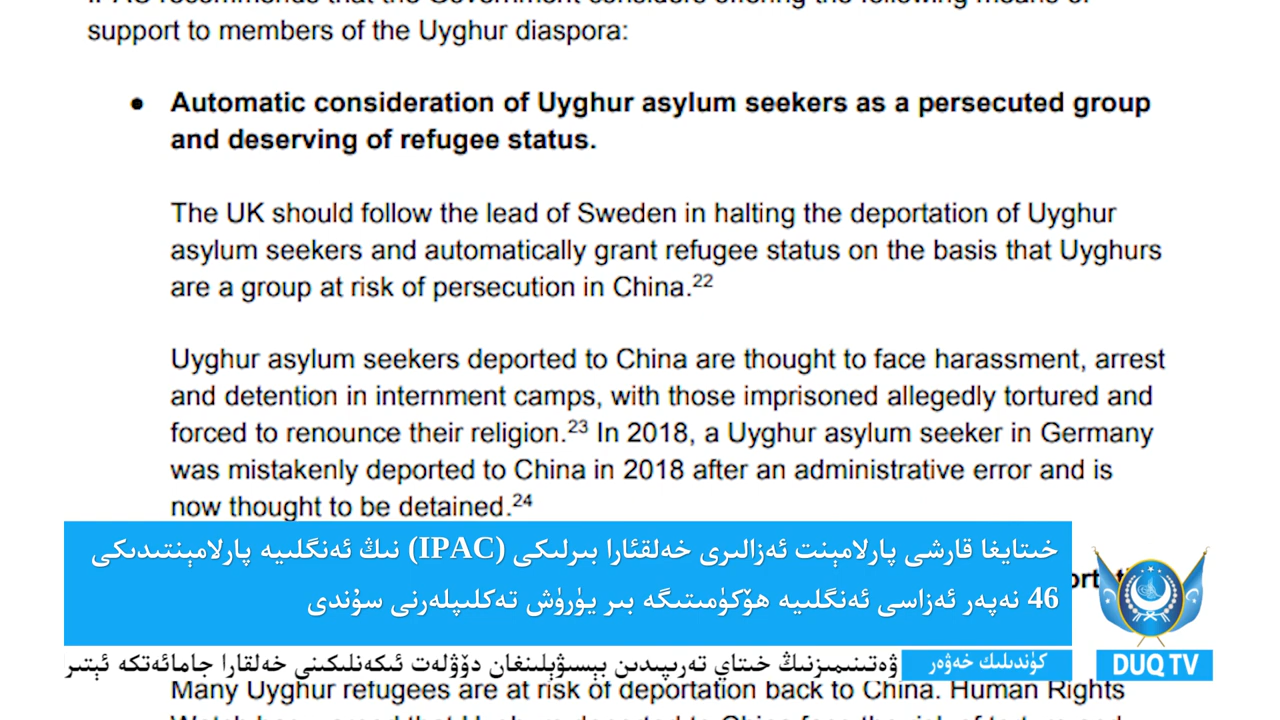 support to members of the Uyghur diaspora:
● Automatic consideration of Uyghur asylum seekers as a persecuted group
and deserving of refugee status.
The UK should follow the lead of Sweden in halting the deportation of Uyghur
asylum seekers and automatically grant refugee status on the basis that Uyghurs
are a group at risk of persecution in China.22
Uyghur asylum seekers deported to China are thought to face harassment, arrest
and detention in internment camps, with those imprisoned allegedly tortured and
forced to renounce their religion.23 In 2018, a Uyghur asylum seeker in Germany
was mistakenly deported to China in 2018 after an administrative error and is
now thought to be detained.24
خىتايغا قارشى پارلامېنت ئەزالىرى خەلقئارا بىرلىكى (IPAC) نىڭ ئەنگلىيە پارلامېنتىدىكى
46 نەپەر ئەزاسى ئەنگلىيە ھۆكۈمىتىگە بىر يۈرۈش تەكلىپلەرنى سۇندى
كۈندىلىك خەۋەر
ۋەتىنىمىزنىڭ خىتاي تەرىپىدىن بېسىۋېلىنغان دۆۋلەت ئىكەنلىكىنى خەلقارا جامائەتكە ئېتىر
DUQ TV
Many Uyghur refugees are at risk of deportation back to China. Human Rights